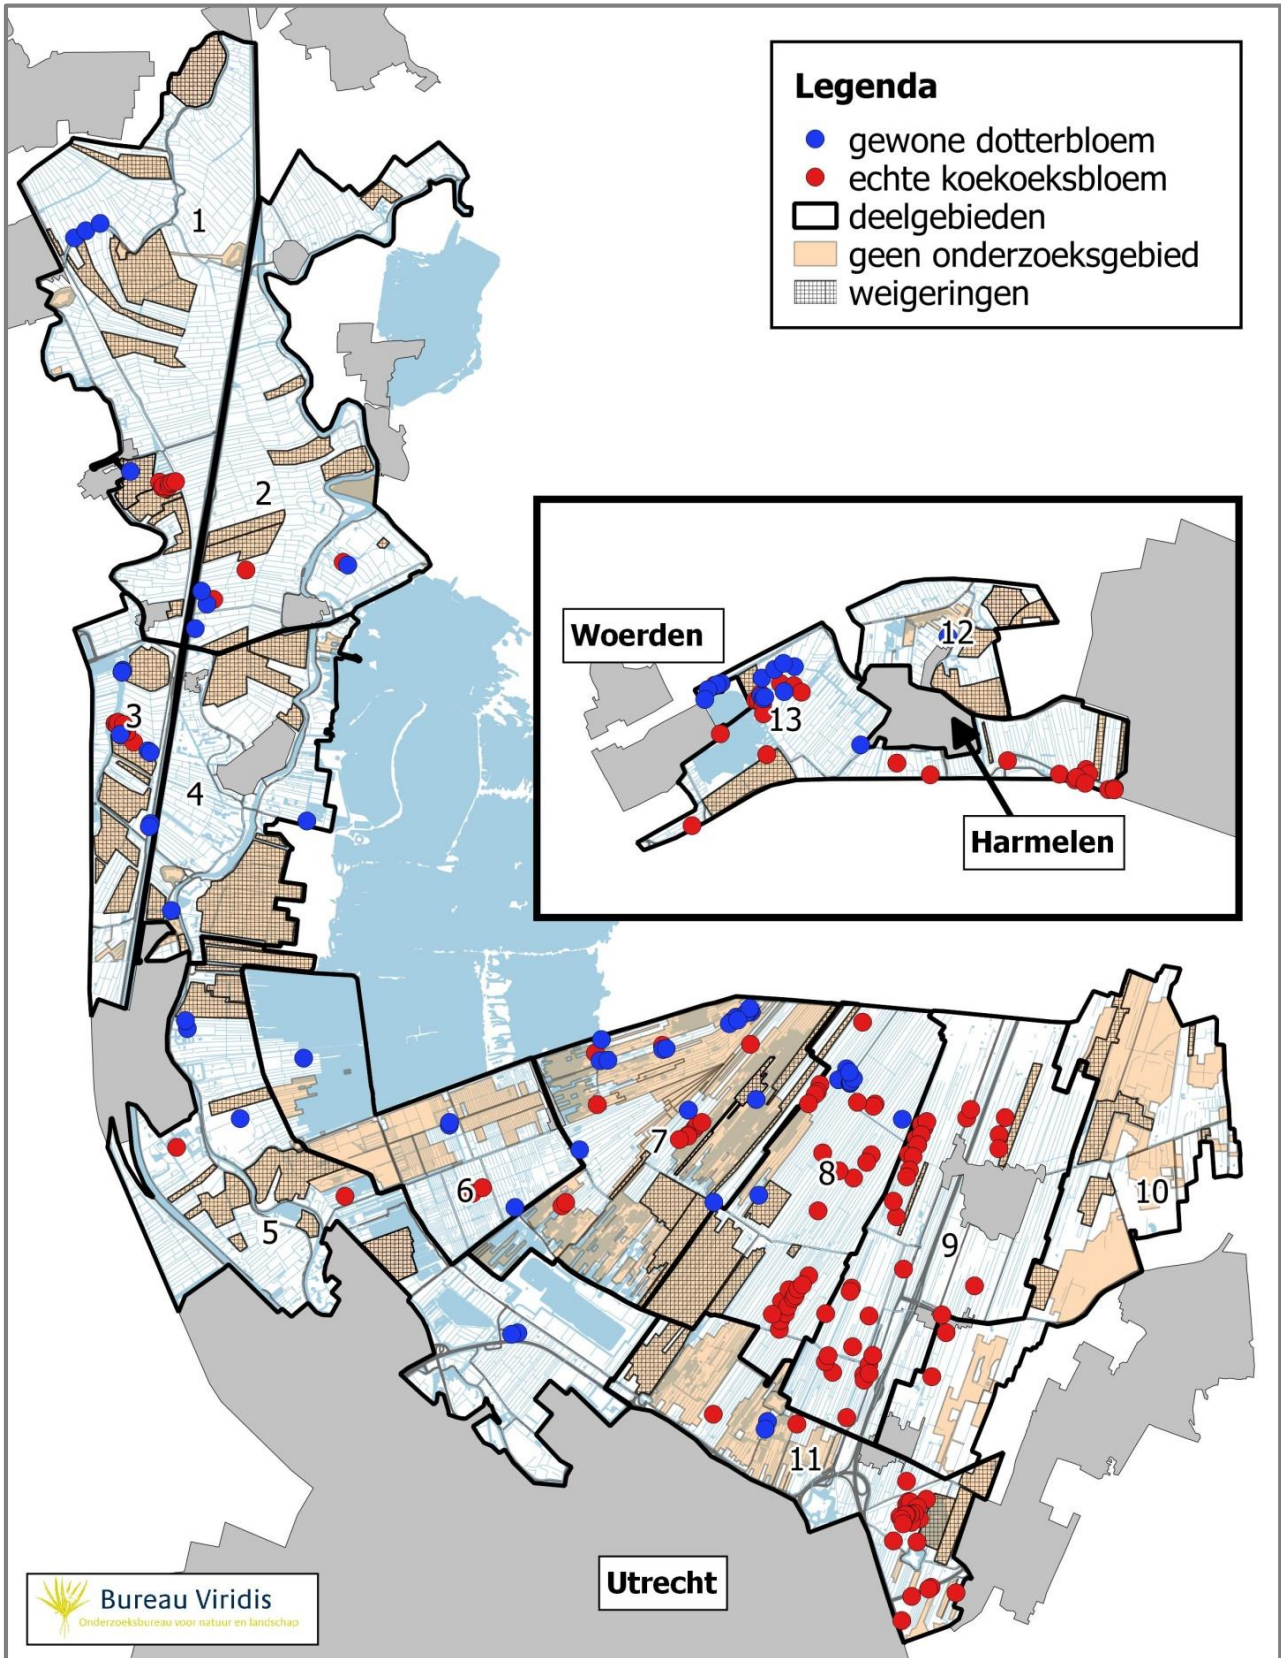 Legenda
gewone dotterbloem
echte koekoeksbloem
deelgebieden
geen onderzoeksgebied
weigeringen
1
2
3
4
5
6
7
8
9
10
11
Woerden
12
13
Harmelen
Utrecht
Bureau Viridis
Onderzoeksbureau voor natuur en landschap